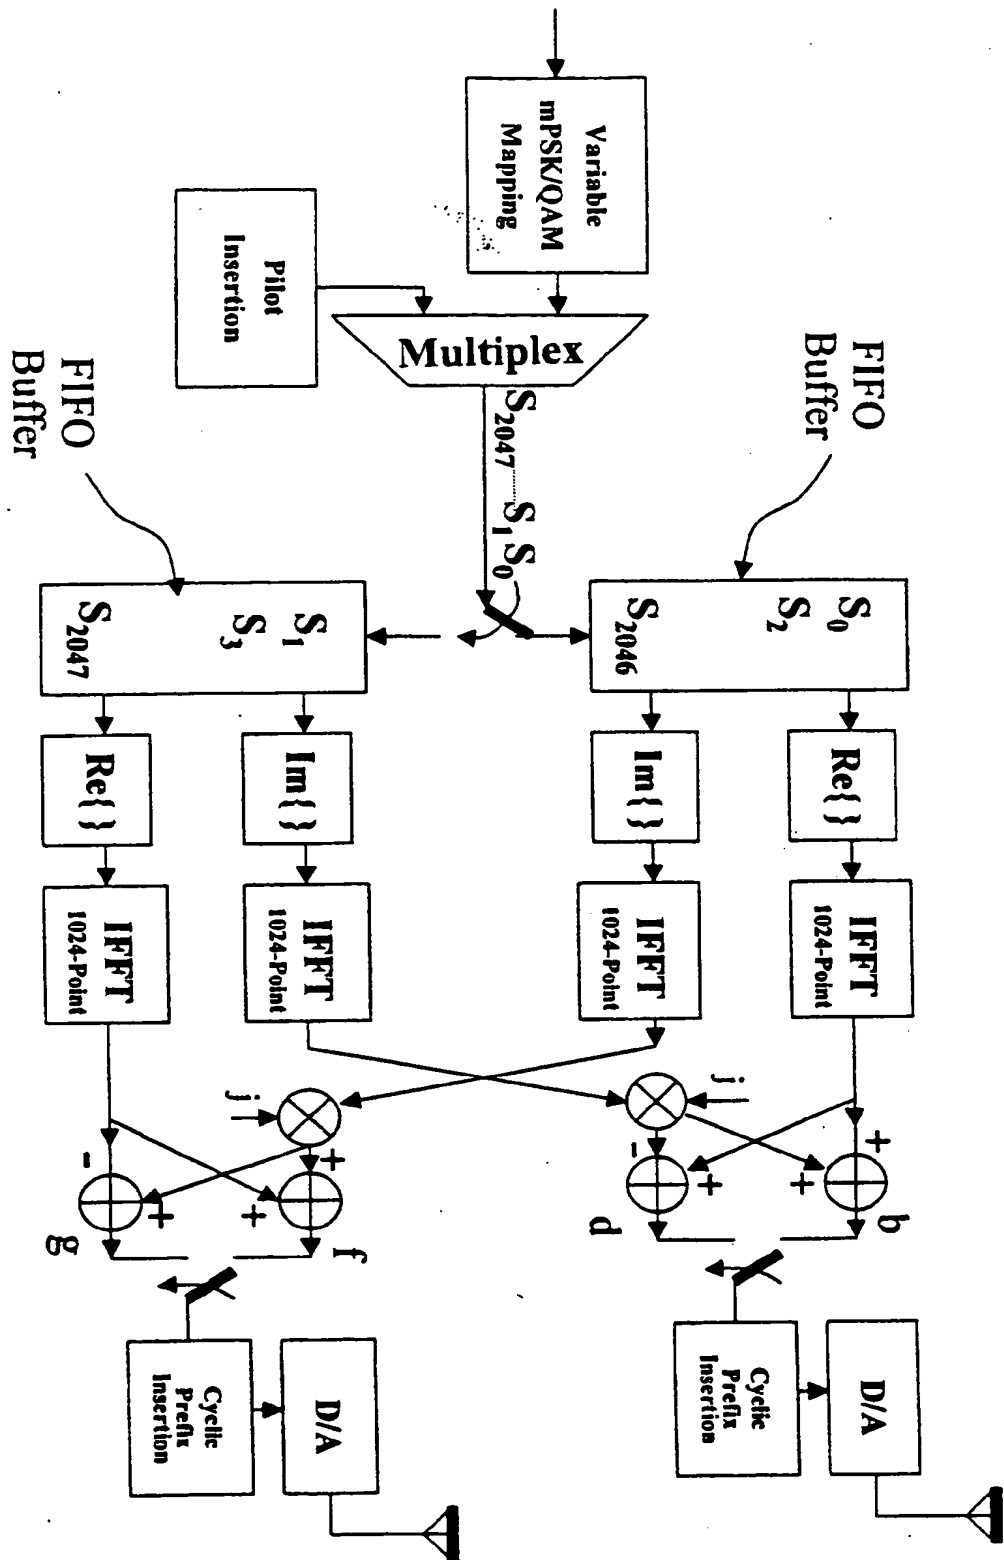 Variable
mPSK/QAM
Mapping
Pilot
Insertion
Multiplex
S2047 S1 S0
FIFO
Buffer
S0
S2
S2046
FIFO
Buffer
S1
S3
S2047
Re{ }
Im{ }
Im{ }
Re{ }
IFFT
1024-Point
IFFT
1024-Point
IFFT
1024-Point
IFFT
1024-Point
j
j
+
+
b
-
+
d
+
+
f
-
+
g
Cyclic
Prefix
Insertion
D/A
Cyclic
Prefix
Insertion
D/A